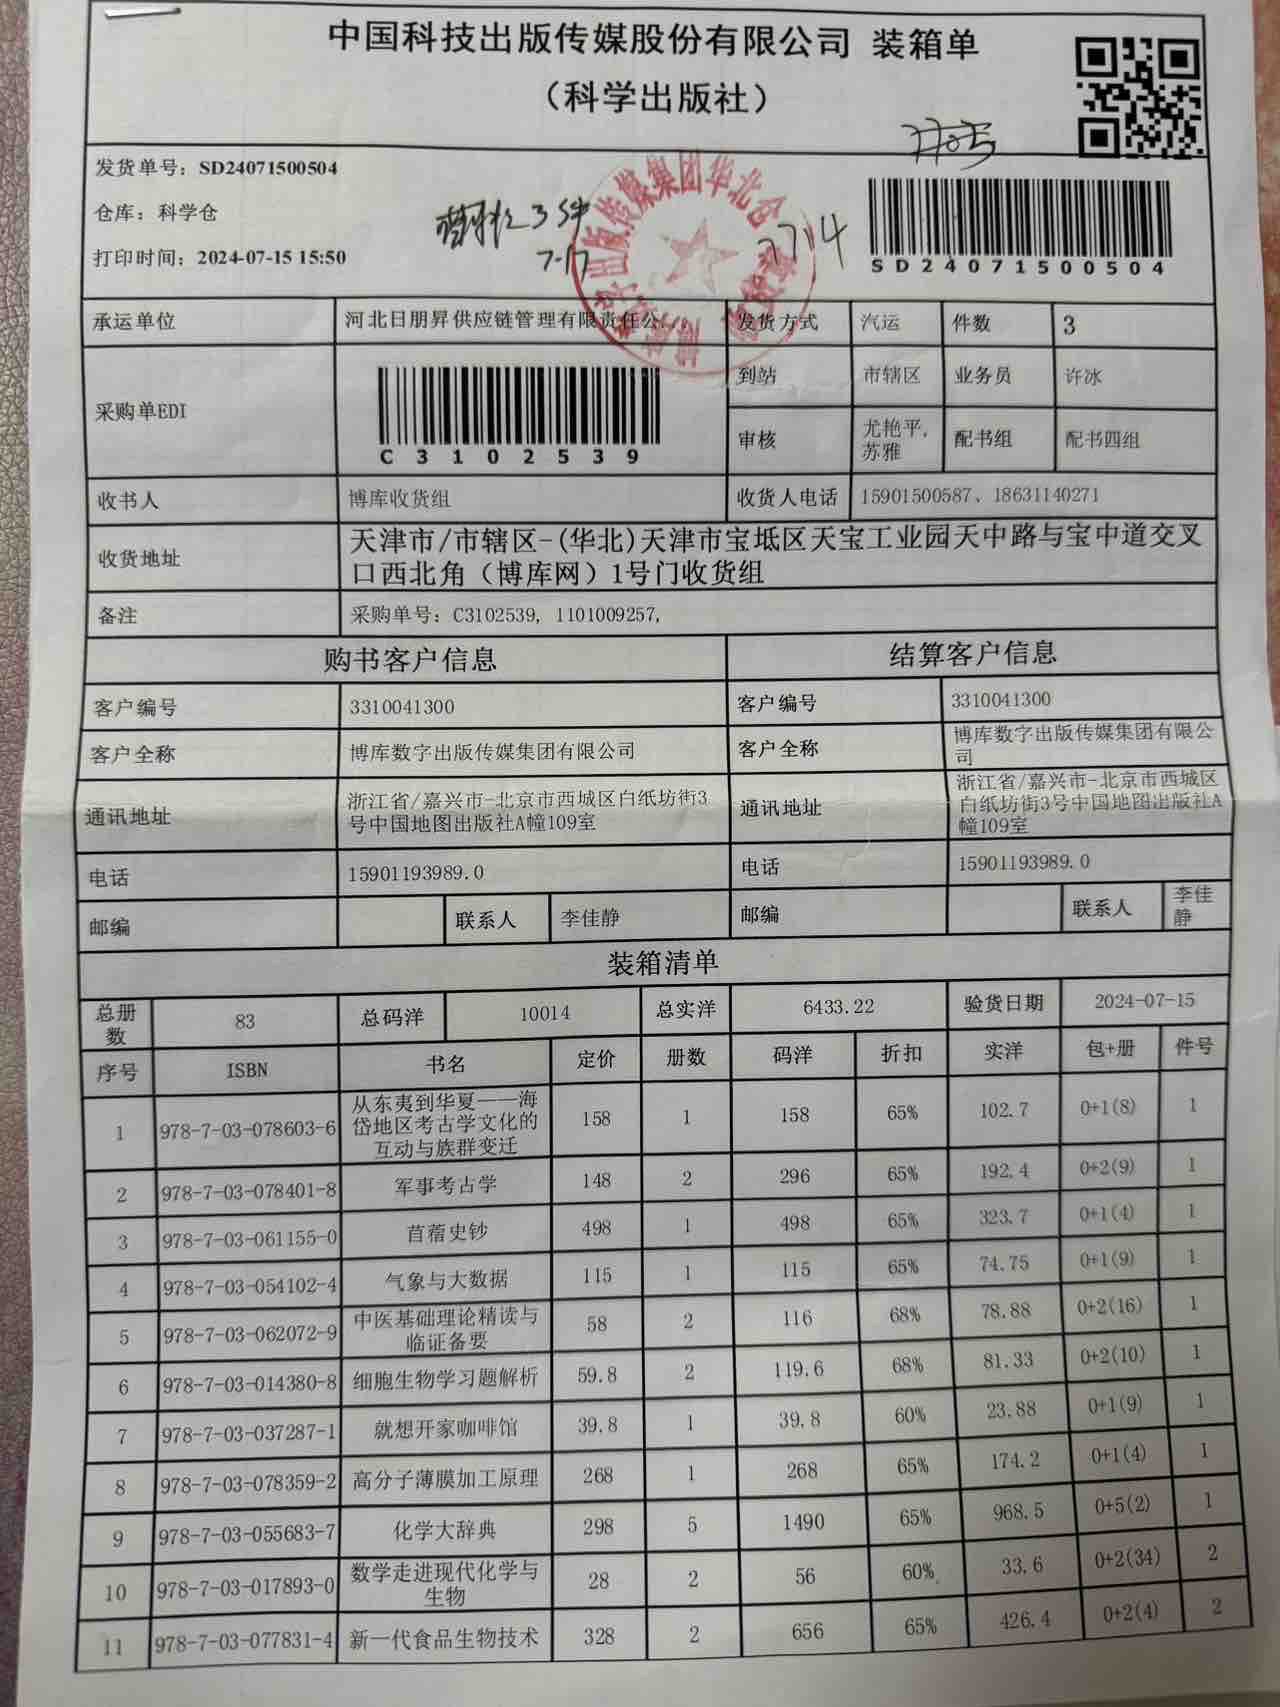 中国科技出版传媒股份有限公司 装箱单
（科学出版社）
发货单号：SD24071500504
仓库：科学仓
打印时间：2024-07-15 15:50
3件
7-17
7714
SD24071500504
承运单位 河北日朋昇供应链管理有限责任公... 发货方式 汽运 件数 3
采购单EDI C3102539 到站 市辖区 业务员 许冰
审核 尤艳平,苏雅 配书组 配书四组
收书人 博库收货组 收货人电话 15901500587、18631140271
收货地址 天津市/市辖区-(华北)天津市宝坻区天宝工业园天中路与宝中道交叉
口西北角（博库网）1号门收货组
备注 采购单号：C3102539, 1101009257,
购书客户信息 结算客户信息
客户编号 3310041300 客户编号 3310041300
客户全称 博库数字出版传媒集团有限公司 客户全称 博库数字出版传媒集团有限公司
通讯地址 浙江省/嘉兴市-北京市西城区白纸坊街3号中国地图出版社A幢109室 通讯地址 浙江省/嘉兴市-北京市西城区白纸坊街3号中国地图出版社A幢109室
电话 15901193989.0 电话 15901193989.0
邮编 联系人 李佳静 邮编 联系人 李佳静
装箱清单
总册数 83 总码洋 10014 总实洋 6433.22 验货日期 2024-07-15
序号 ISBN 书名 定价 册数 码洋 折扣 实洋 包+册 件号
1 978-7-03-078603-6 从东夷到华夏——海岱地区考古学文化的互动与族群变迁 158 1 158 65% 102.7 0+1(8) 1
2 978-7-03-078401-8 军事考古学 148 2 296 65% 192.4 0+2(9) 1
3 978-7-03-061155-0 苜蓿史钞 498 1 498 65% 323.7 0+1(4) 1
4 978-7-03-054102-4 气象与大数据 115 1 115 65% 74.75 0+1(9) 1
5 978-7-03-062072-9 中医基础理论精读与临证备要 58 2 116 68% 78.88 0+2(16) 1
6 978-7-03-014380-8 细胞生物学习题解析 59.8 2 119.6 68% 81.33 0+2(10) 1
7 978-7-03-037287-1 就想开家咖啡馆 39.8 1 39.8 60% 23.88 0+1(9) 1
8 978-7-03-078359-2 高分子薄膜加工原理 268 1 268 65% 174.2 0+1(4) 1
9 978-7-03-055683-7 化学大辞典 298 5 1490 65% 968.5 0+5(2) 1
10 978-7-03-017893-0 数学走进现代化学与生物 28 2 56 60% 33.6 0+2(34) 2
11 978-7-03-077831-4 新一代食品生物技术 328 2 656 65% 426.4 0+2(4) 2